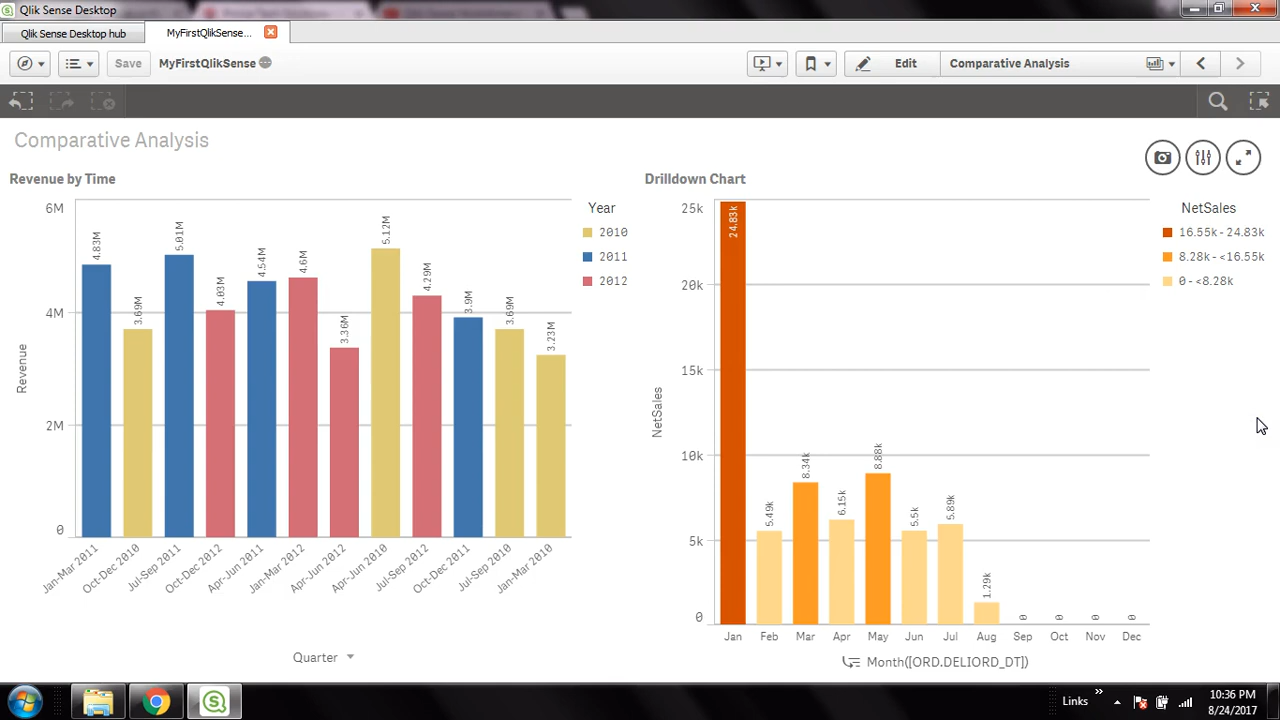 Qlik Sense Desktop
Qlik Sense Desktop hub
MyFirstQlikSense...
Save
MyFirstQlikSense
Edit
Comparative Analysis
Comparative Analysis
Revenue by Time
6M
4M
2M
0
Revenue
4.83M
3.69M
5.01M
4.03M
4.54M
4.6M
3.36M
5.12M
4.29M
3.9M
3.69M
3.23M
Jan-Mar 2011
Oct-Dec 2010
Jul-Sep 2011
Oct-Dec 2012
Apr-Jun 2011
Jan-Mar 2012
Apr-Jun 2012
Apr-Jun 2010
Jul-Sep 2012
Oct-Dec 2011
Jul-Sep 2010
Jan-Mar 2010
Quarter
Year
2010
2011
2012
Drilldown Chart
25k
20k
15k
10k
5k
0
NetSales
24.83k
5.49k
8.34k
6.15k
8.88k
5.5k
5.89k
1.29k
0
0
0
0
Jan Feb Mar Apr May Jun Jul Aug Sep Oct Nov Dec
Month([ORD.DELIORD_DT])
NetSales
16.55k - 24.83k
8.28k - <16.55k
0 - <8.28k
Links
10:36 PM
8/24/2017